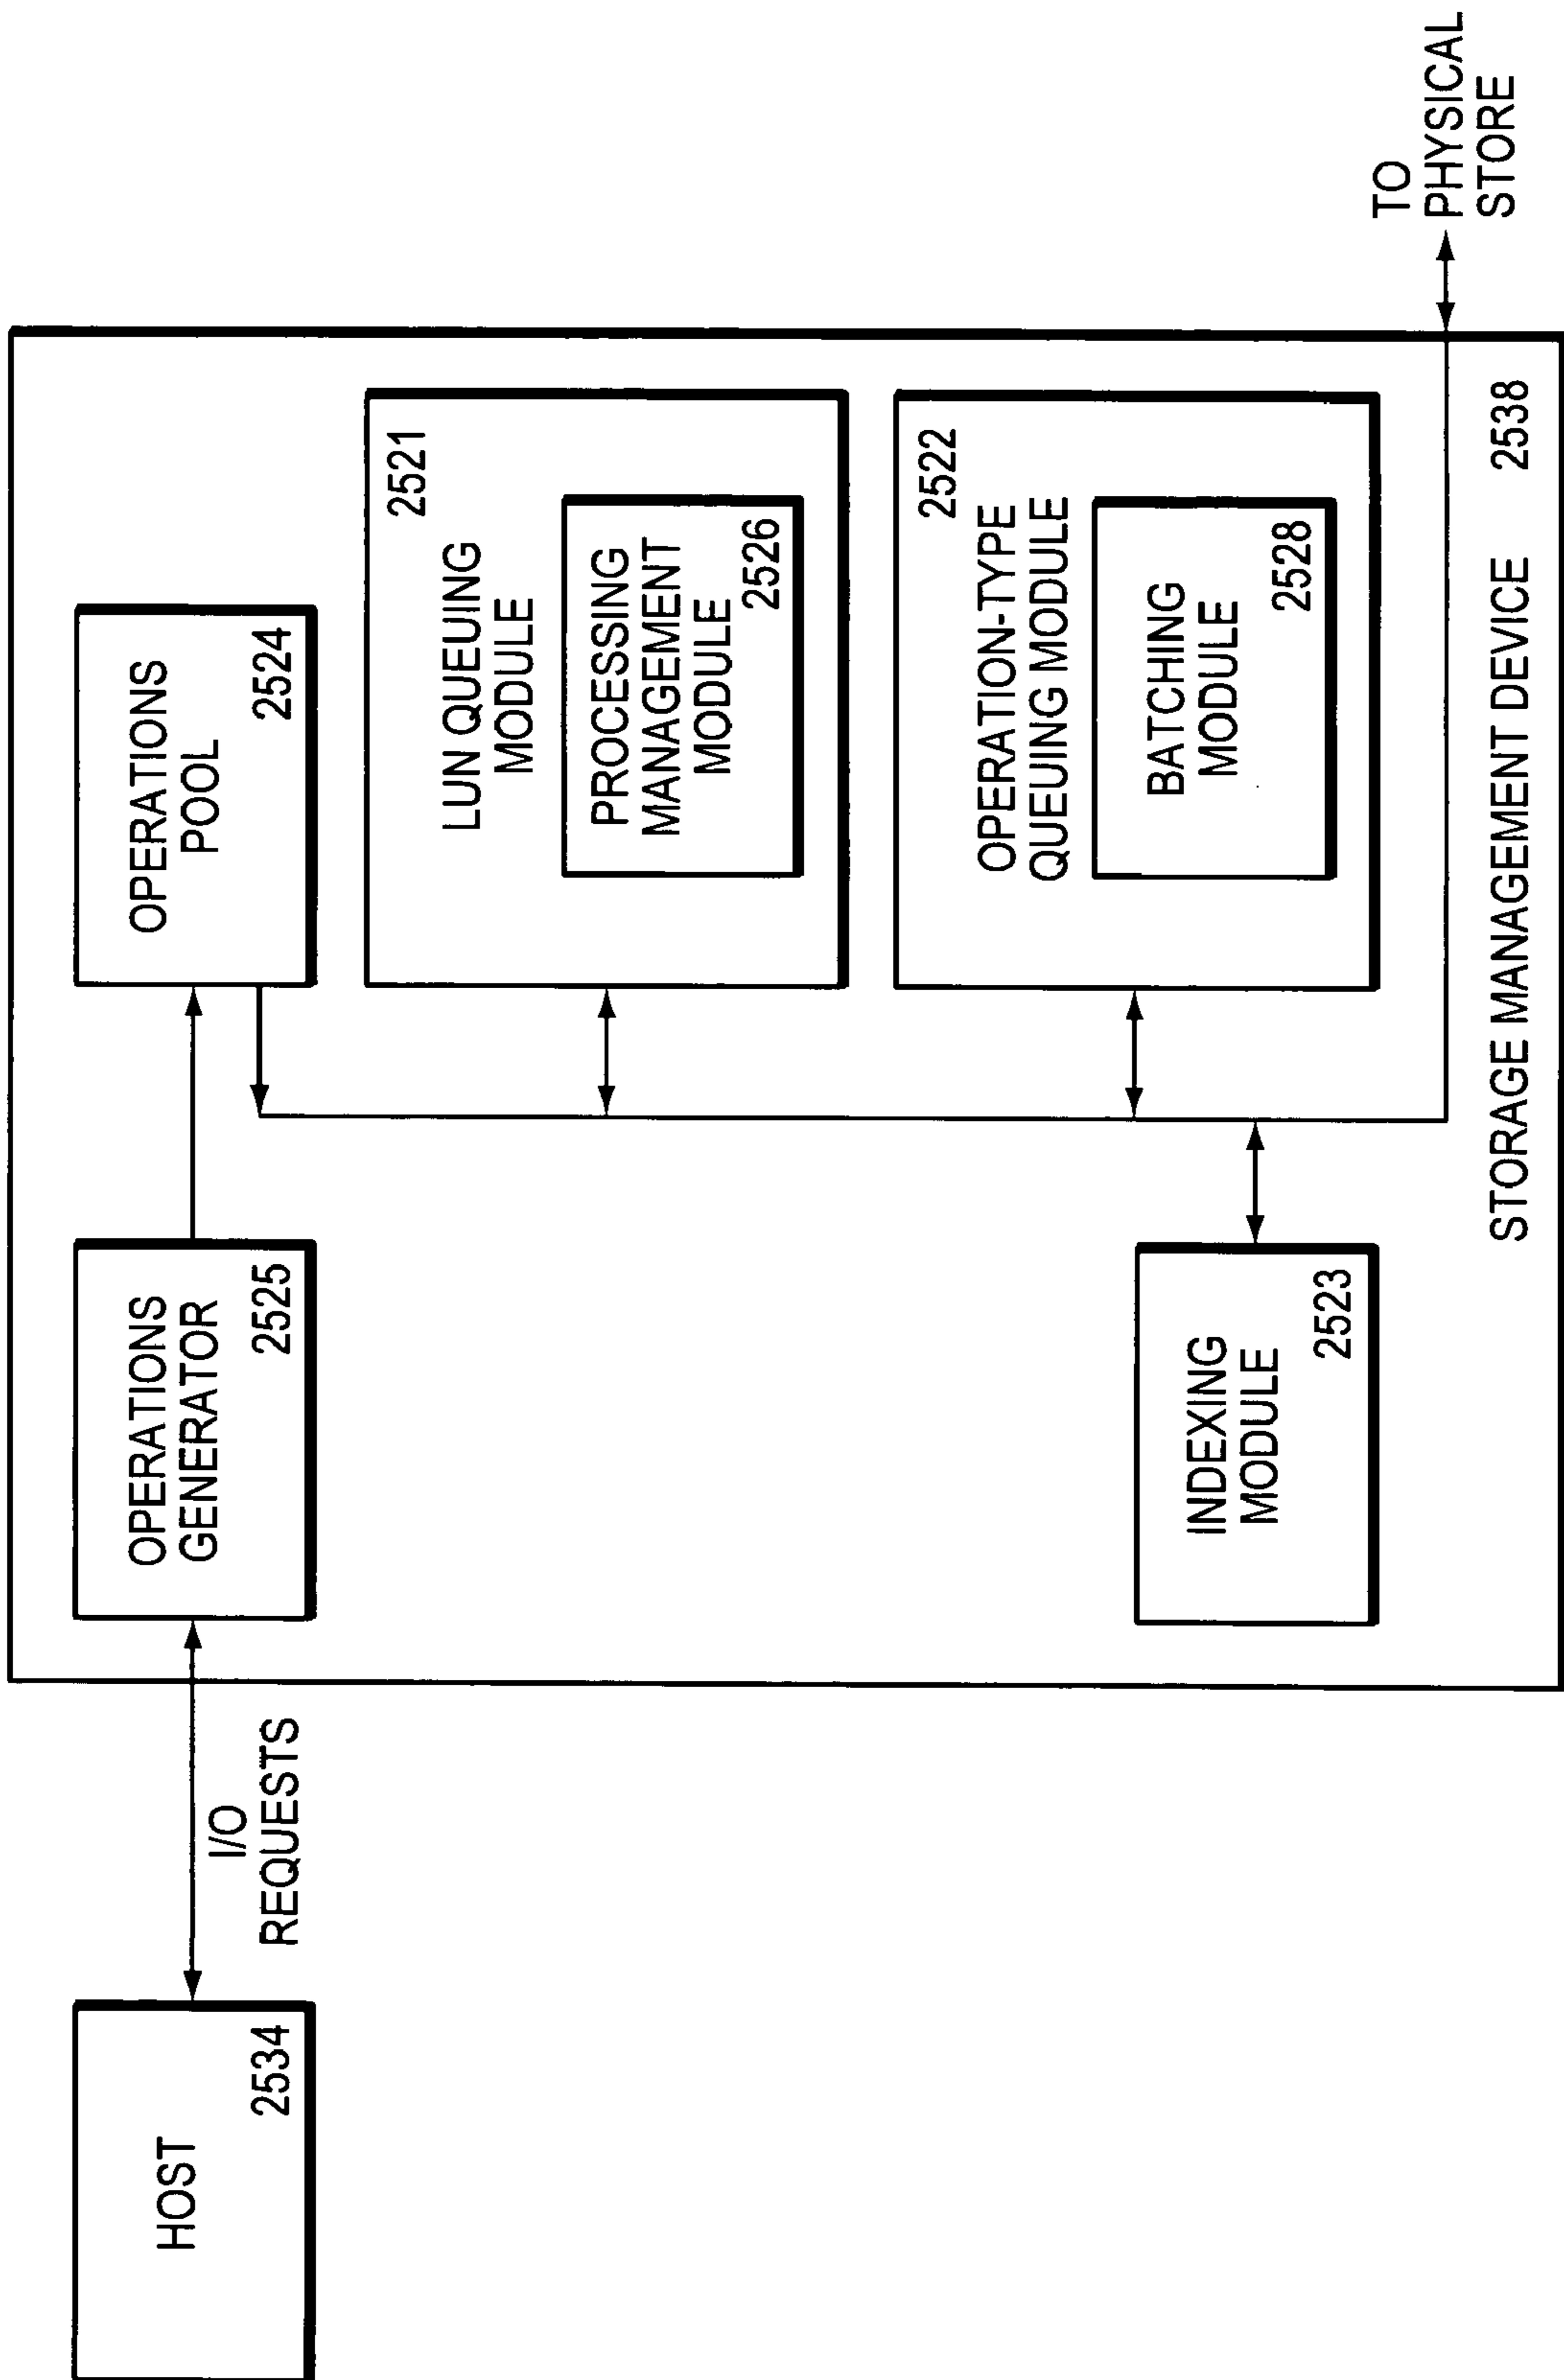 HOST
2534
I/O
REQUESTS
OPERATIONS
GENERATOR
2525
OPERATIONS
POOL
2524
LUN QUEUING
MODULE
2521
PROCESSING
MANAGEMENT
MODULE
2526
OPERATION-TYPE
QUEUING MODULE
2522
BATCHING
MODULE
2528
INDEXING
MODULE
2523
STORAGE MANAGEMENT DEVICE 2538
TO
PHYSICAL
STORE